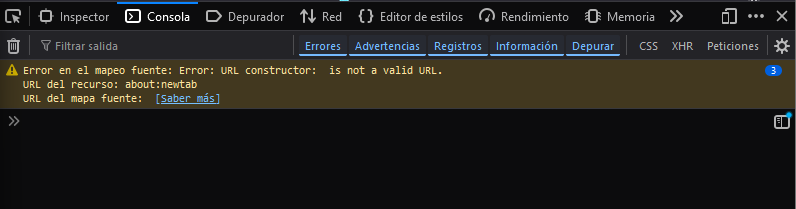 Inspector Consola Depurador Red Editor de estilos Rendimiento Memoria
Filtrar salida Errores Advertencias Registros Información Depurar CSS XHR Peticiones
Error en el mapeo fuente: Error: URL constructor:  is not a valid URL. 3
URL del recurso: about:newtab
URL del mapa fuente:  [Saber más]